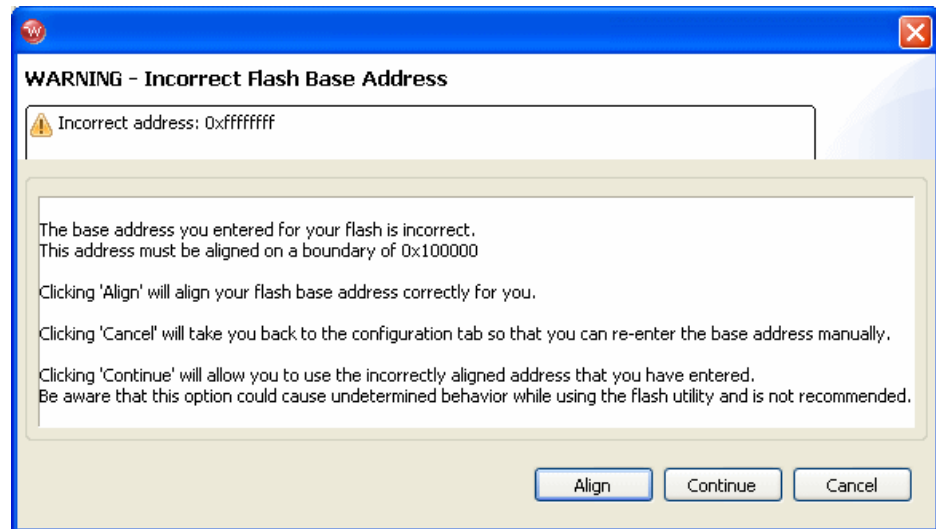 WARNING - Incorrect Flash Base Address
Incorrect address: 0xffffffff
The base address you entered for your flash is incorrect.
This address must be aligned on a boundary of 0x100000
Clicking 'Align' will align your flash base address correctly for you.
Clicking 'Cancel' will take you back to the configuration tab so that you can re-enter the base address manually.
Clicking 'Continue' will allow you to use the incorrectly aligned address that you have entered.
Be aware that this option could cause undetermined behavior while using the flash utility and is not recommended.
Align Continue Cancel